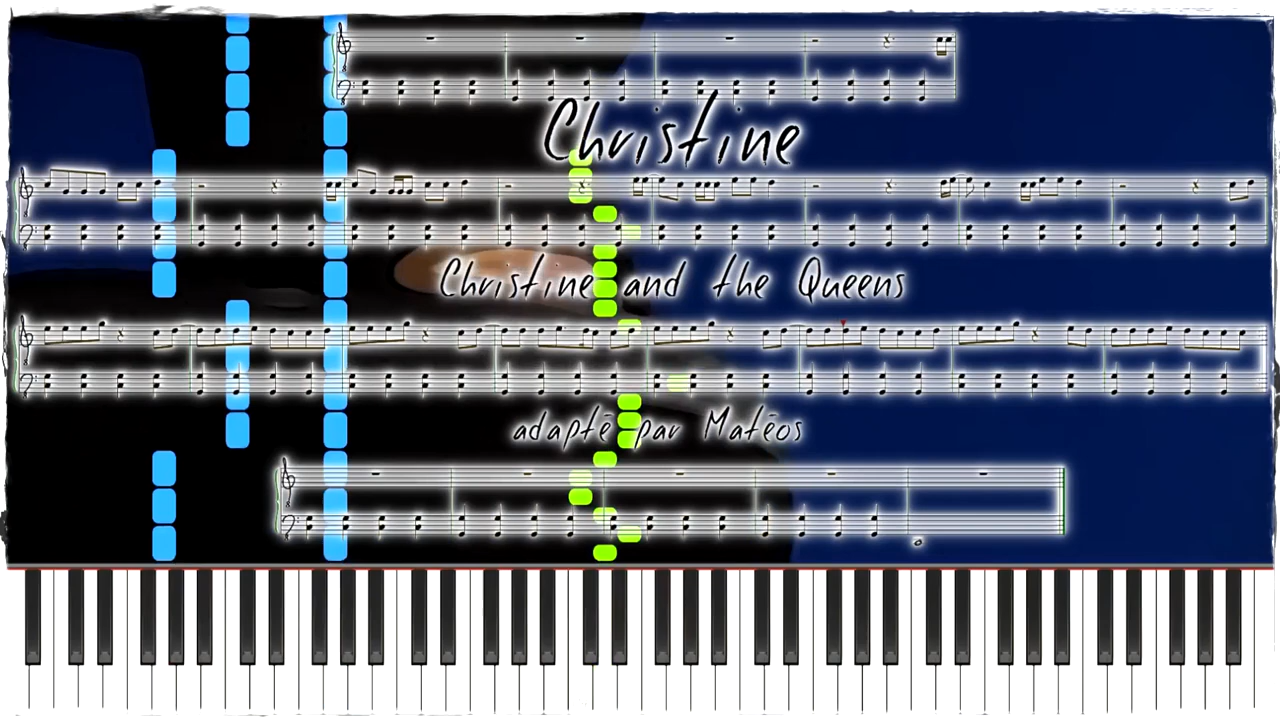 Christine
Christine and the Queens
adapté par Matéos